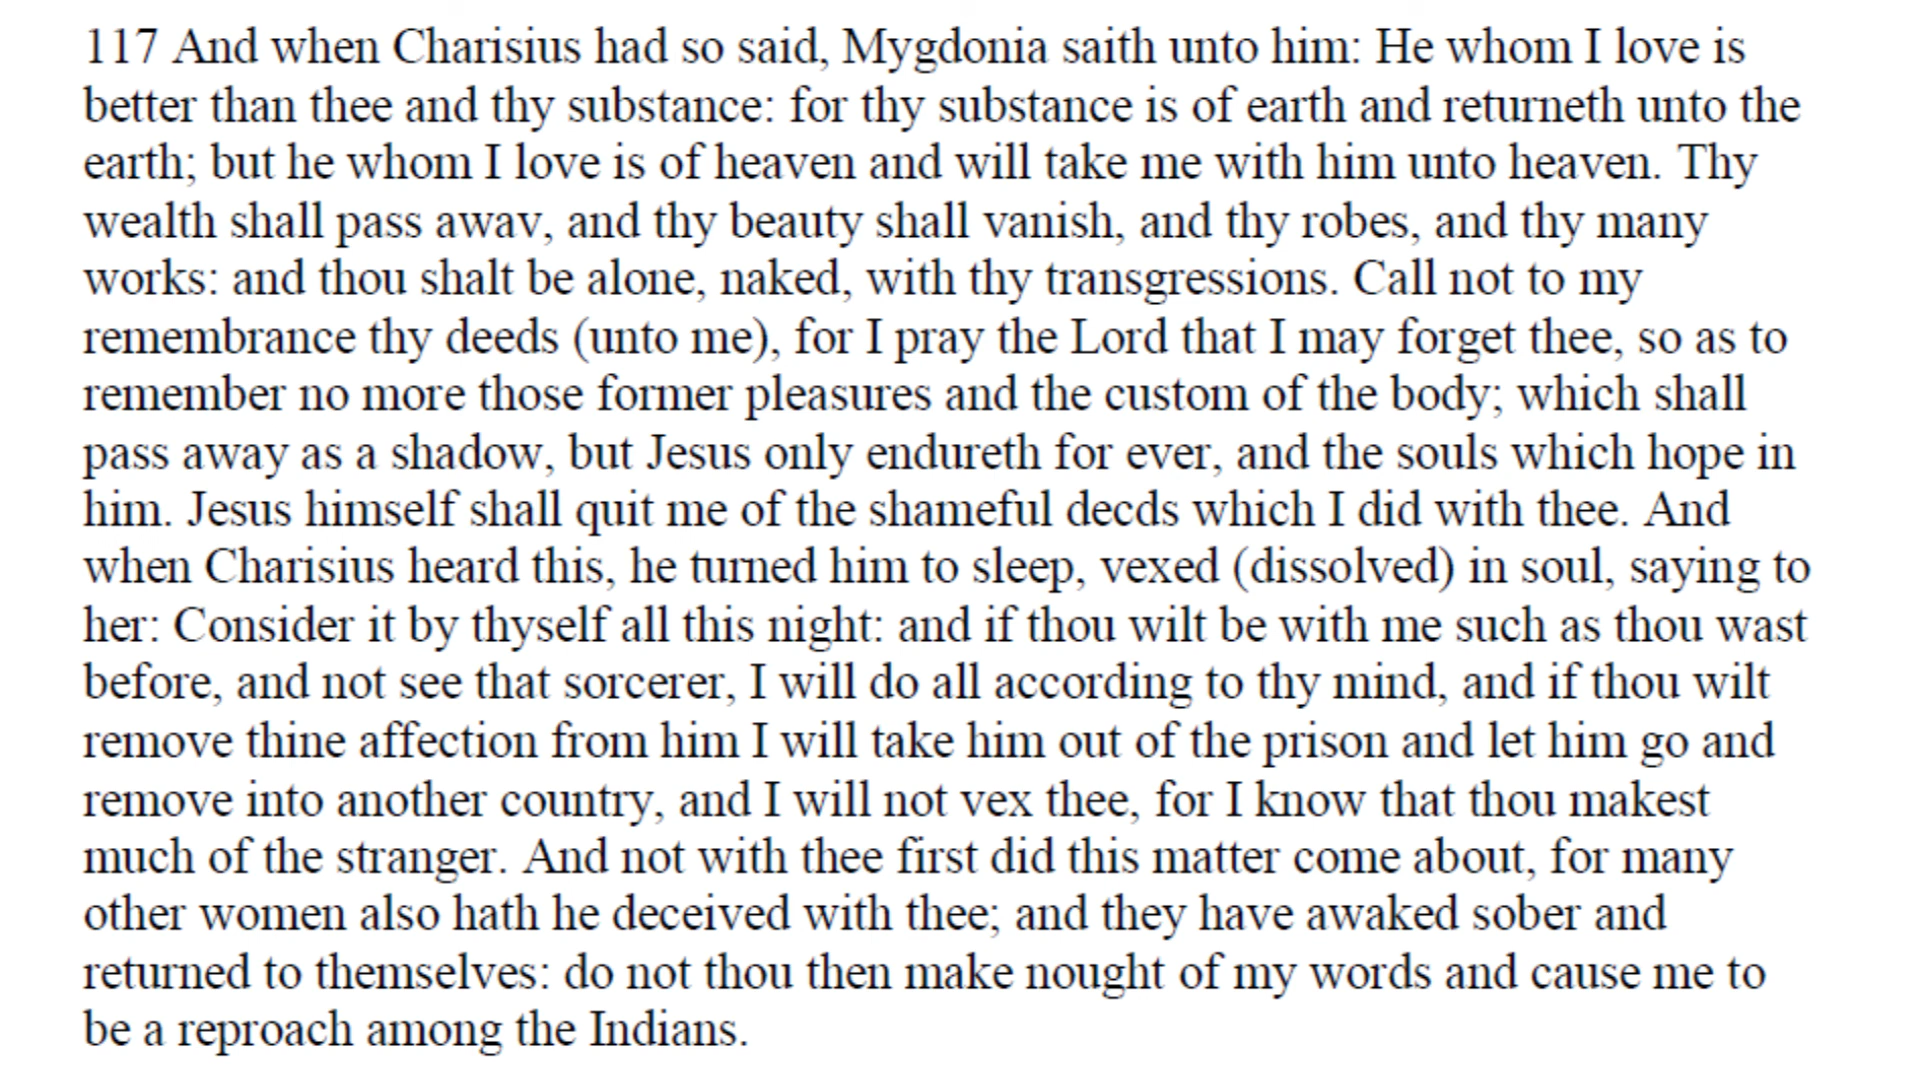 117 And when Charisius had so said, Mygdonia saith unto him: He whom I love is
better than thee and thy substance: for thy substance is of earth and returneth unto the
earth; but he whom I love is of heaven and will take me with him unto heaven. Thy
wealth shall pass awav, and thy beauty shall vanish, and thy robes, and thy many
works: and thou shalt be alone, naked, with thy transgressions. Call not to my
remembrance thy deeds (unto me), for I pray the Lord that I may forget thee, so as to
remember no more those former pleasures and the custom of the body; which shall
pass away as a shadow, but Jesus only endureth for ever, and the souls which hope in
him. Jesus himself shall quit me of the shameful decds which I did with thee. And
when Charisius heard this, he turned him to sleep, vexed (dissolved) in soul, saying to
her: Consider it by thyself all this night: and if thou wilt be with me such as thou wast
before, and not see that sorcerer, I will do all according to thy mind, and if thou wilt
remove thine affection from him I will take him out of the prison and let him go and
remove into another country, and I will not vex thee, for I know that thou makest
much of the stranger. And not with thee first did this matter come about, for many
other women also hath he deceived with thee; and they have awaked sober and
returned to themselves: do not thou then make nought of my words and cause me to
be a reproach among the Indians.